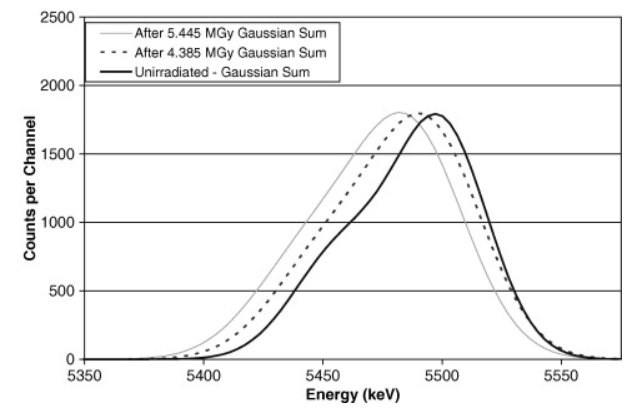 2500
2000
1500
1000
500
0
Counts per Channel
After 5.445 MGy Gaussian Sum
After 4.385 MGy Gaussian Sum
Unirradiated - Gaussian Sum
5350 5400 5450 5500 5550
Energy (keV)